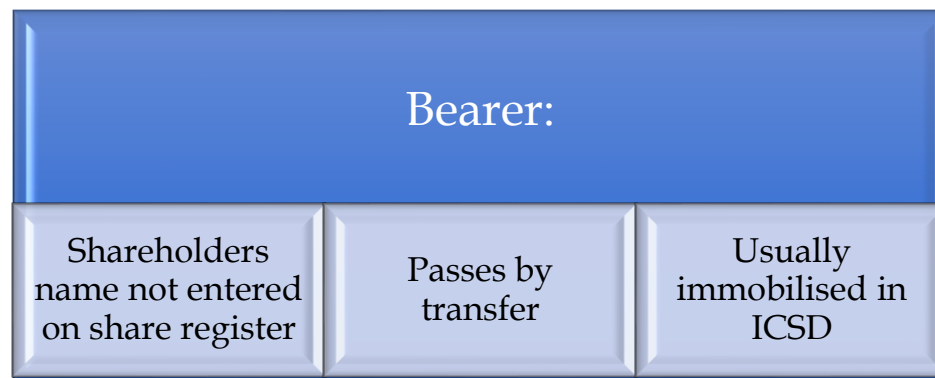 Bearer:
Shareholders
name not entered
on share register
Passes by
transfer
Usually
immobilised in
ICSD